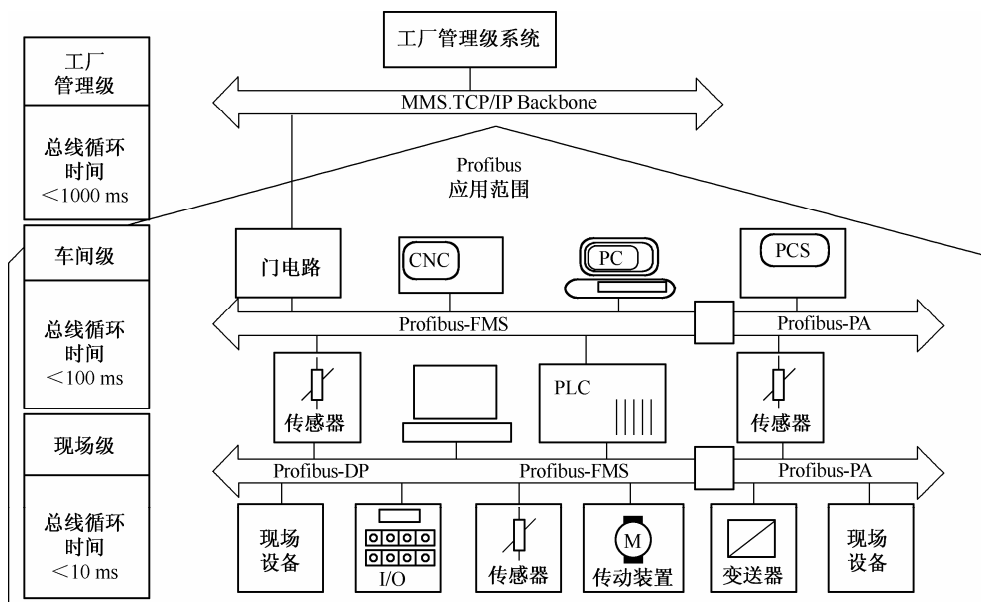 工厂管理级系统
工厂
管理级
MMS.TCP/IP Backbone
总线循环
时间
＜1000 ms
Profibus
应用范围
车间级
门电路
CNC
PC
PCS
总线循环
时间
＜100 ms
Profibus-FMS
Profibus-PA
传感器
PLC
传感器
现场级
Profibus-DP
Profibus-FMS
Profibus-PA
总线循环
时间
＜10 ms
现场
设备
I/O
传感器
M
传动装置
变送器
现场
设备